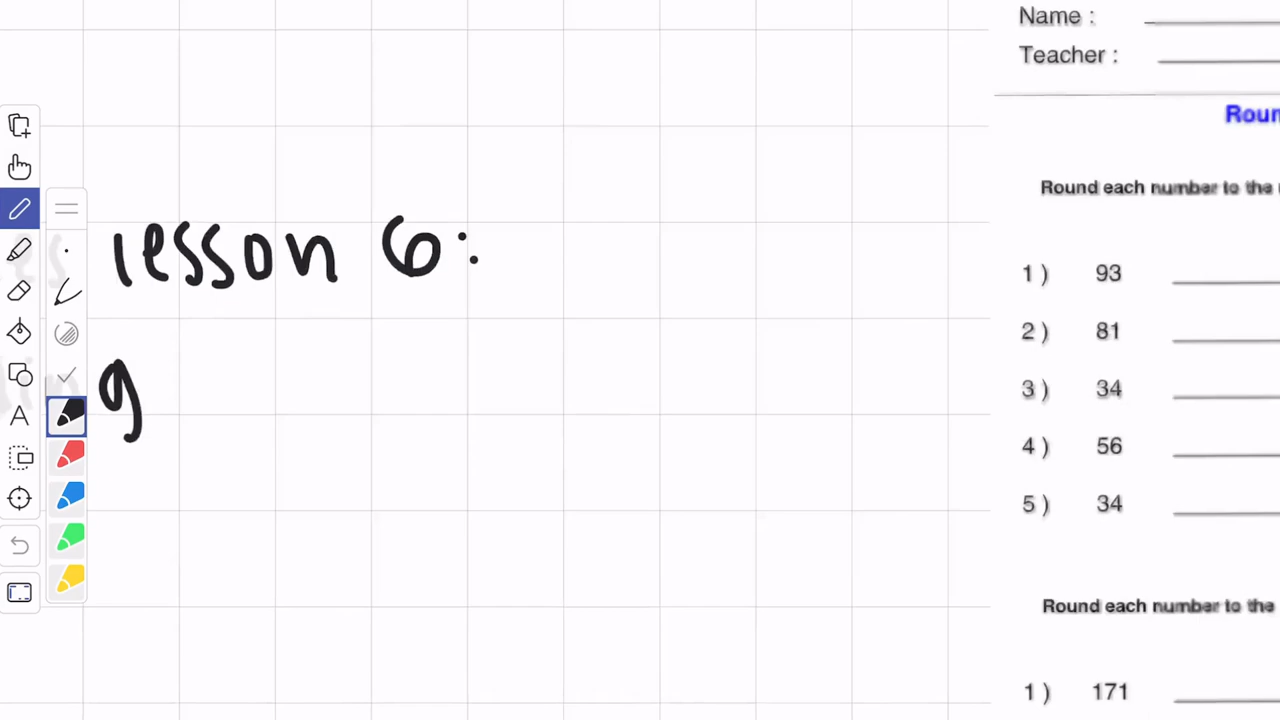 Name :
Teacher :
Roun
Round each number to the
lesson 6:
1 ) 93
2 ) 81
3 ) 34
g
4 ) 56
5 ) 34
Round each number to the
1 ) 171